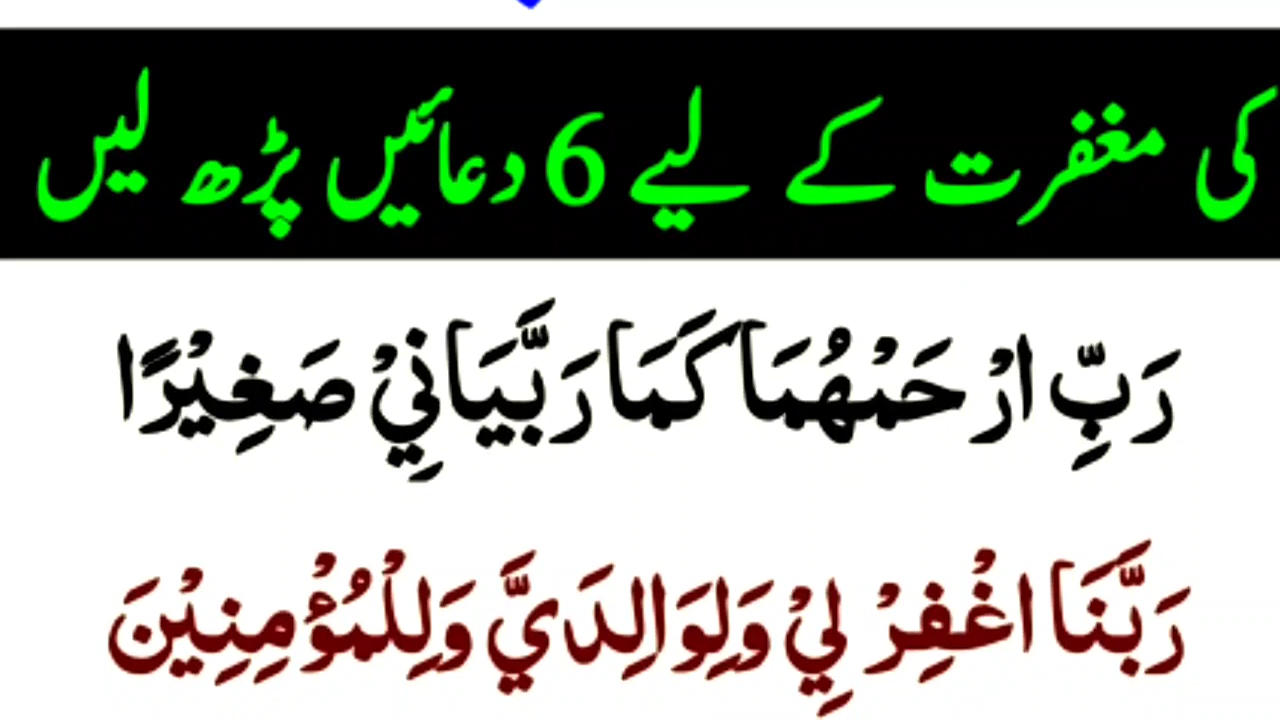 کی مغفرت کے لیے 6 دعائیں پڑھ لیں
رَبِّ ارْحَمْهُمَا كَمَا رَبَّيَانِيْ صَغِيْرًا
رَبَّنَا اغْفِرْ لِيْ وَلِوَالِدَيَّ وَلِلْمُؤْمِنِيْنَ